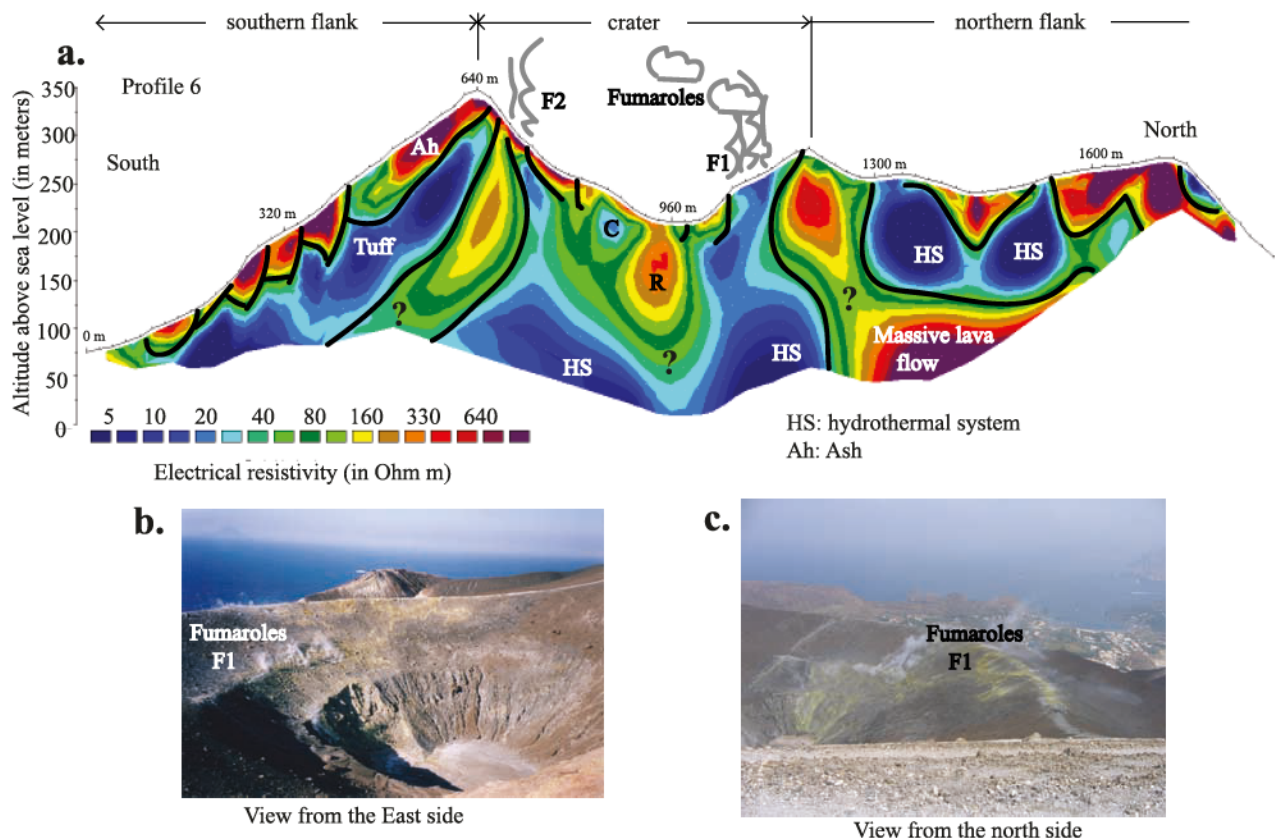 southern flank
crater
northern flank
a.
Profile 6
640 m
F2
Fumaroles
F1
North
South
Ah
320 m
Tuff
C
960 m
R
1300 m
1600 m
HS
HS
0 m
?
?
?
HS
HS
Massive lava
flow
Altitude above sea level (in meters)
350
300
250
200
150
100
50
0
5 10 20 40 80 160 330 640
Electrical resistivity (in Ohm m)
HS: hydrothermal system
Ah: Ash
b.
Fumaroles
F1
View from the East side
c.
Fumaroles
F1
View from the north side